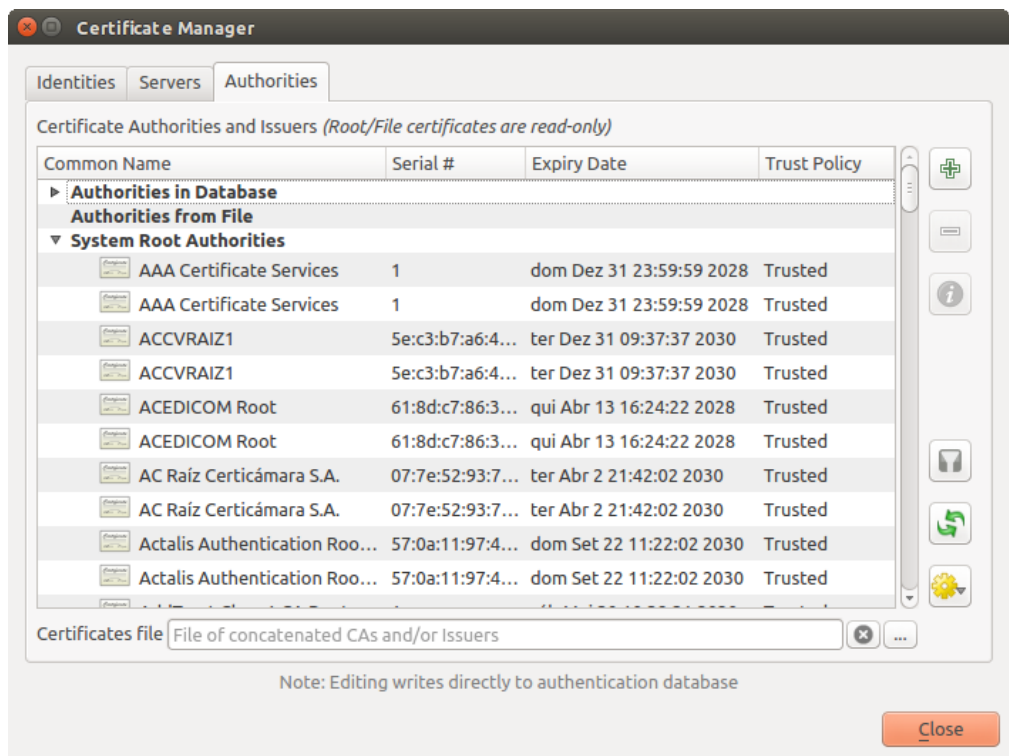 Certificate Manager
Identities Servers Authorities
Certificate Authorities and Issuers (Root/File certificates are read-only)
Common Name Serial # Expiry Date Trust Policy
Authorities in Database
Authorities from File
System Root Authorities
AAA Certificate Services 1 dom Dez 31 23:59:59 2028 Trusted
AAA Certificate Services 1 dom Dez 31 23:59:59 2028 Trusted
ACCVRAIZ1 5e:c3:b7:a6:4... ter Dez 31 09:37:37 2030 Trusted
ACCVRAIZ1 5e:c3:b7:a6:4... ter Dez 31 09:37:37 2030 Trusted
ACEDICOM Root 61:8d:c7:86:3... qui Abr 13 16:24:22 2028 Trusted
ACEDICOM Root 61:8d:c7:86:3... qui Abr 13 16:24:22 2028 Trusted
AC Raíz Certicámara S.A. 07:7e:52:93:7... ter Abr 2 21:42:02 2030 Trusted
AC Raíz Certicámara S.A. 07:7e:52:93:7... ter Abr 2 21:42:02 2030 Trusted
Actalis Authentication Roo... 57:0a:11:97:4... dom Set 22 11:22:02 2030 Trusted
Actalis Authentication Roo... 57:0a:11:97:4... dom Set 22 11:22:02 2030 Trusted
Certificates file File of concatenated CAs and/or Issuers ...
Note: Editing writes directly to authentication database
Close